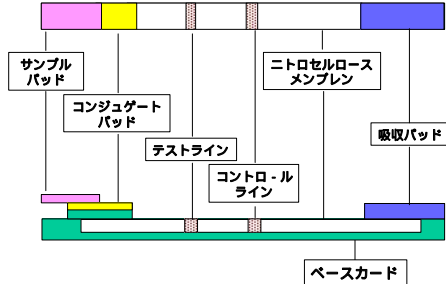 サンプル
パッド
コンジュゲート
パッド
テストライン
コントロ - ル
ライン
ニトロセルロース
メンブレン
吸収パッド
ベースカード